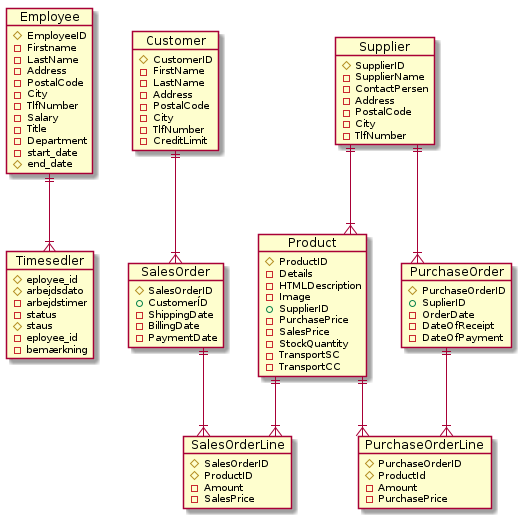 Employee
EmployeeID
Firstname
LastName
Address
PostalCode
City
TlfNumber
Salary
Title
Department
start_date
end_date
Customer
CustomerID
FirstName
LastName
Address
PostalCode
City
TlfNumber
CreditLimit
Supplier
SupplierID
SupplierName
ContactPersen
Address
PostalCode
City
TlfNumber
Timesedler
eployee_id
arbejdsdato
arbejdstimer
status
staus
eployee_id
bemærkning
SalesOrder
SalesOrderID
CustomerID
ShippingDate
BillingDate
PaymentDate
Product
ProductID
Details
HTMLDescription
Image
SupplierID
PurchasePrice
SalesPrice
StockQuantity
TransportSC
TransportCC
PurchaseOrder
PurchaseOrderID
SuplierID
OrderDate
DateOfReceipt
DateOfPayment
SalesOrderLine
SalesOrderID
ProductID
Amount
SalesPrice
PurchaseOrderLine
PurchaseOrderID
ProductId
Amount
PurchasePrice